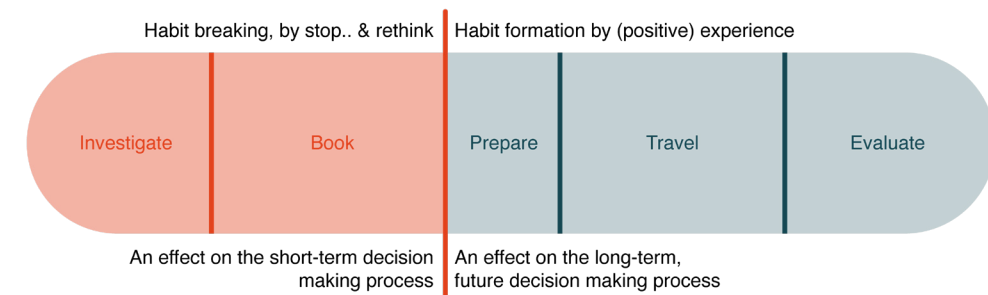 Habit breaking, by stop.. & rethink
Habit formation by (positive) experience
Investigate
Book
Prepare
Travel
Evaluate
An effect on the short-term decision
making process
An effect on the long-term,
future decision making process